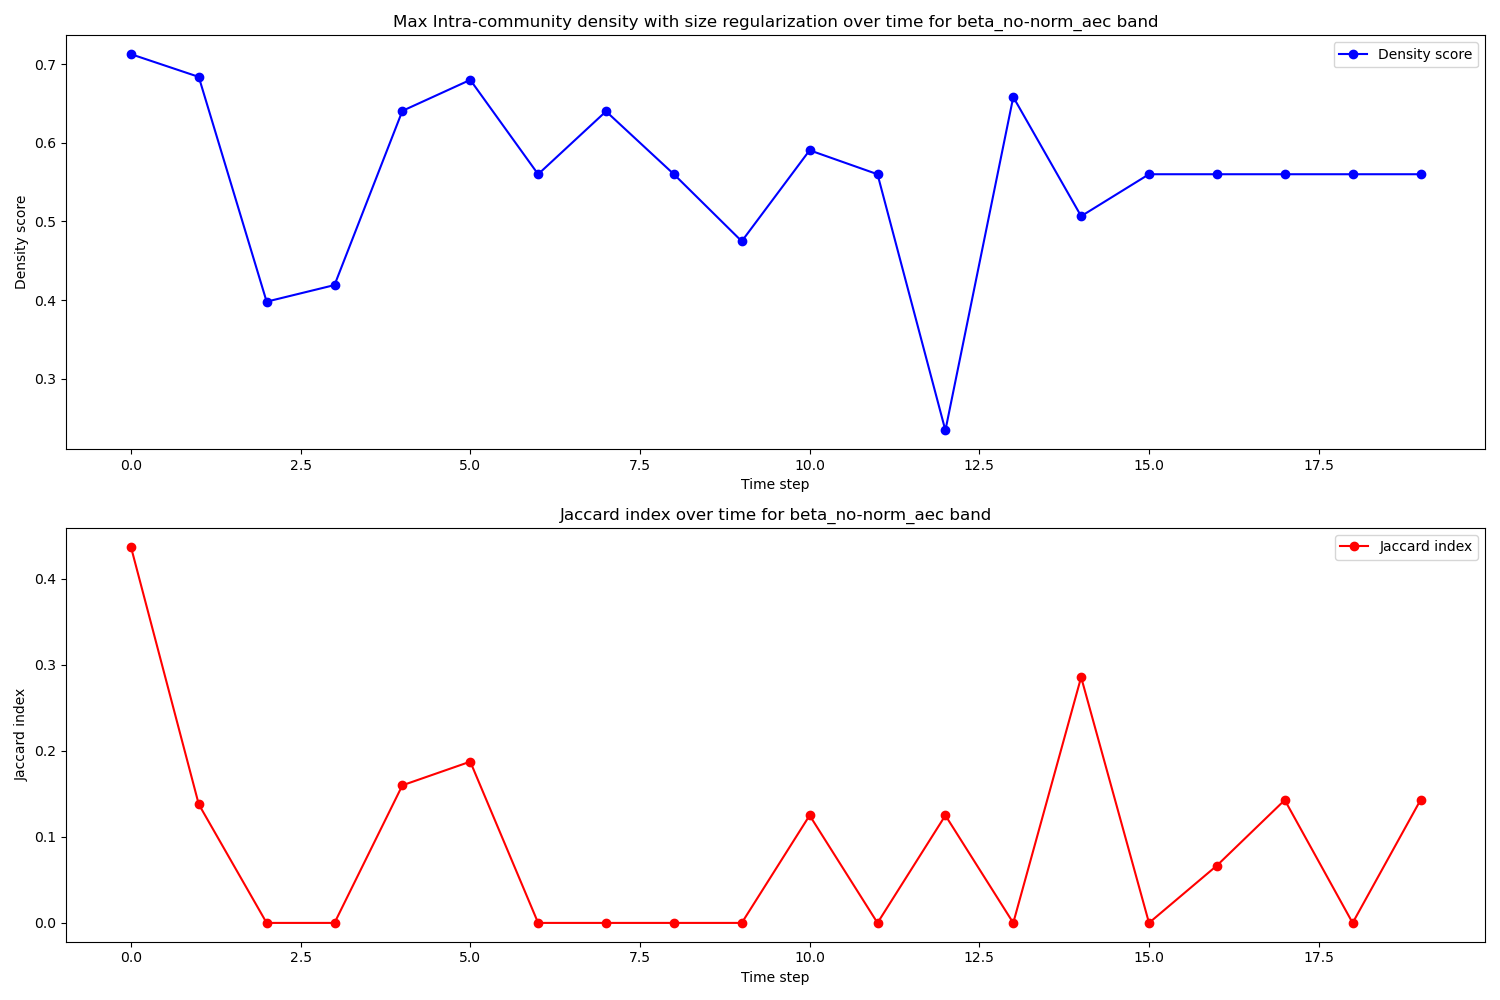 Max Intra-community density with size regularization over time for beta_no-norm_aec band
Density score
0.7
0.6
0.5
0.4
0.3
Density score
0.0 2.5 5.0 7.5 10.0 12.5 15.0 17.5
Time step
Jaccard index over time for beta_no-norm_aec band
Jaccard index
0.4
0.3
0.2
0.1
0.0
Jaccard index
0.0 2.5 5.0 7.5 10.0 12.5 15.0 17.5
Time step